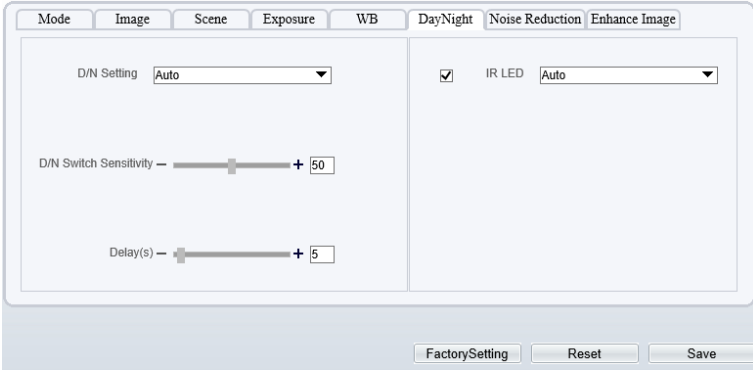 Mode Image Scene Exposure WB DayNight Noise Reduction Enhance Image
D/N Setting Auto
IR LED Auto
D/N Switch Sensitivity − + 50
Delay(s) − + 5
FactorySetting Reset Save